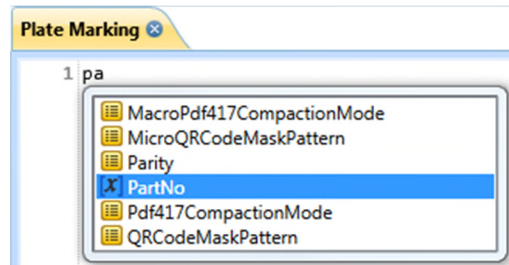 Plate Marking
1 pa
MacroPdf417CompactionMode
MicroQRCodeMaskPattern
Parity
[X] PartNo
Pdf417CompactionMode
QRCodeMaskPattern